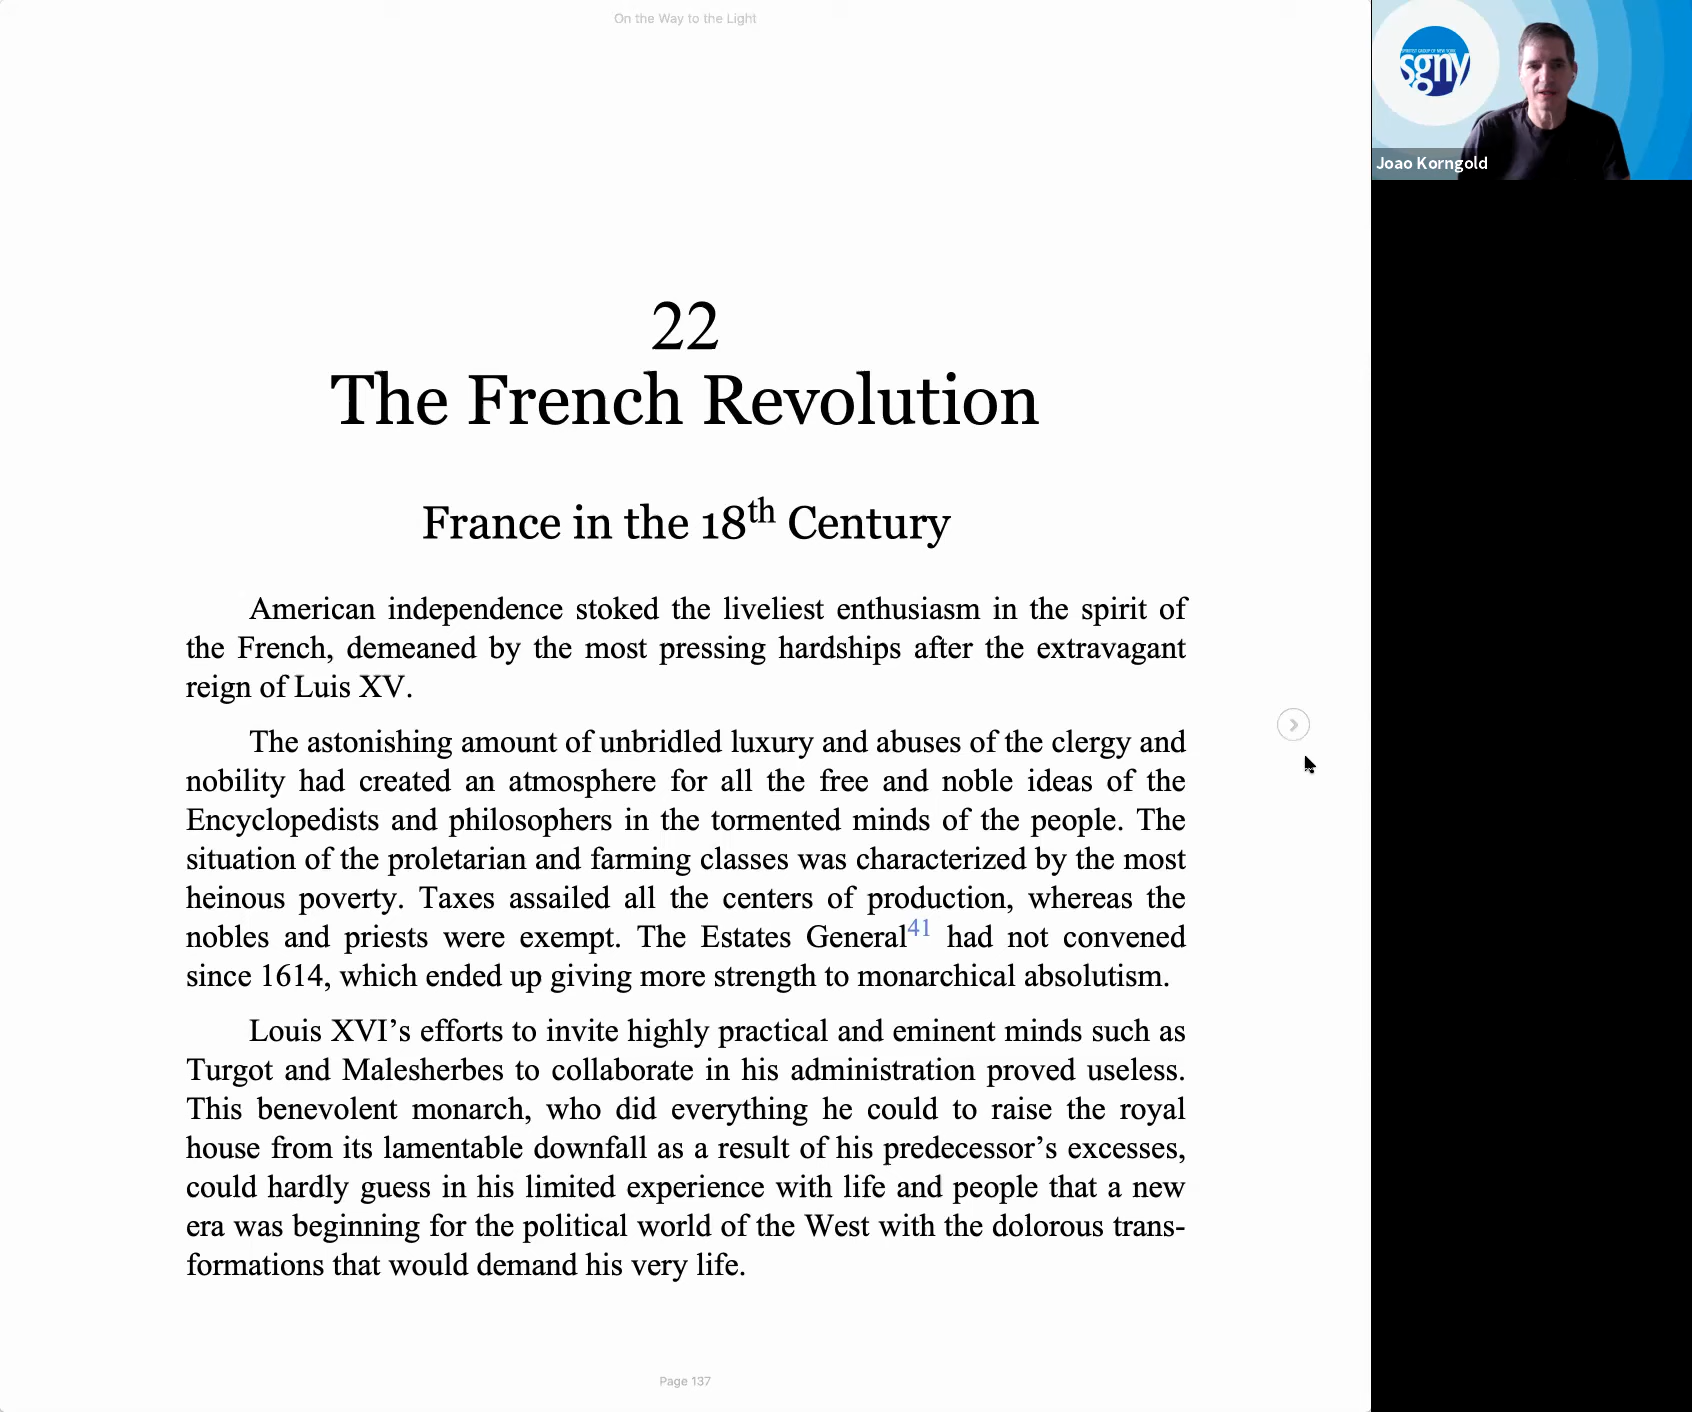 On the Way to the Light
sgny
Joao Korngold
22
The French Revolution
France in the 18th Century
American independence stoked the liveliest enthusiasm in the spirit of
the French, demeaned by the most pressing hardships after the extravagant
reign of Luis XV.
The astonishing amount of unbridled luxury and abuses of the clergy and
nobility had created an atmosphere for all the free and noble ideas of the
Encyclopedists and philosophers in the tormented minds of the people. The
situation of the proletarian and farming classes was characterized by the most
heinous poverty. Taxes assailed all the centers of production, whereas the
nobles and priests were exempt. The Estates General41 had not convened
since 1614, which ended up giving more strength to monarchical absolutism.
Louis XVI’s efforts to invite highly practical and eminent minds such as
Turgot and Malesherbes to collaborate in his administration proved useless.
This benevolent monarch, who did everything he could to raise the royal
house from its lamentable downfall as a result of his predecessor’s excesses,
could hardly guess in his limited experience with life and people that a new
era was beginning for the political world of the West with the dolorous trans-
formations that would demand his very life.
Page 137